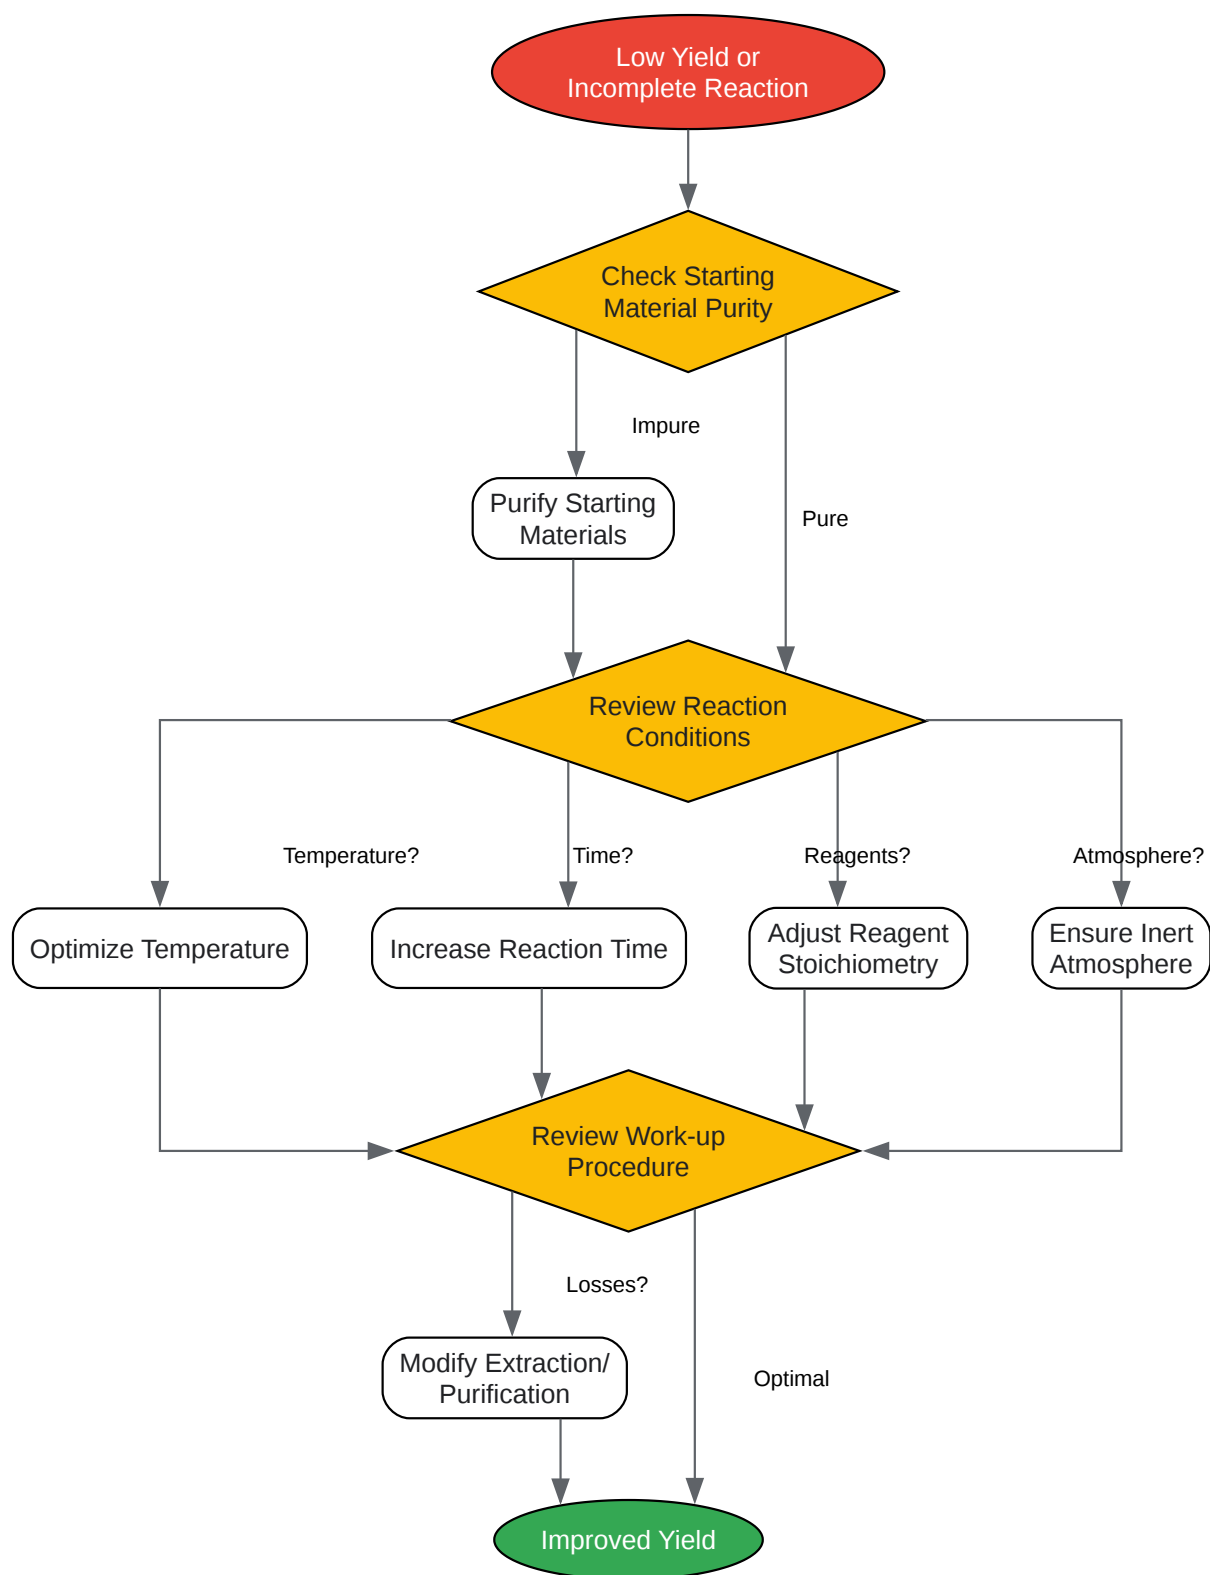 Low Yield or
Incomplete Reaction
Check Starting
Material Purity
Impure
Purify Starting
Materials
Pure
Review Reaction
Conditions
Temperature?
Time?
Reagents?
Atmosphere?
Optimize Temperature
Increase Reaction Time
Adjust Reagent
Stoichiometry
Ensure Inert
Atmosphere
Review Work-up
Procedure
Losses?
Modify Extraction/
Purification
Optimal
Improved Yield